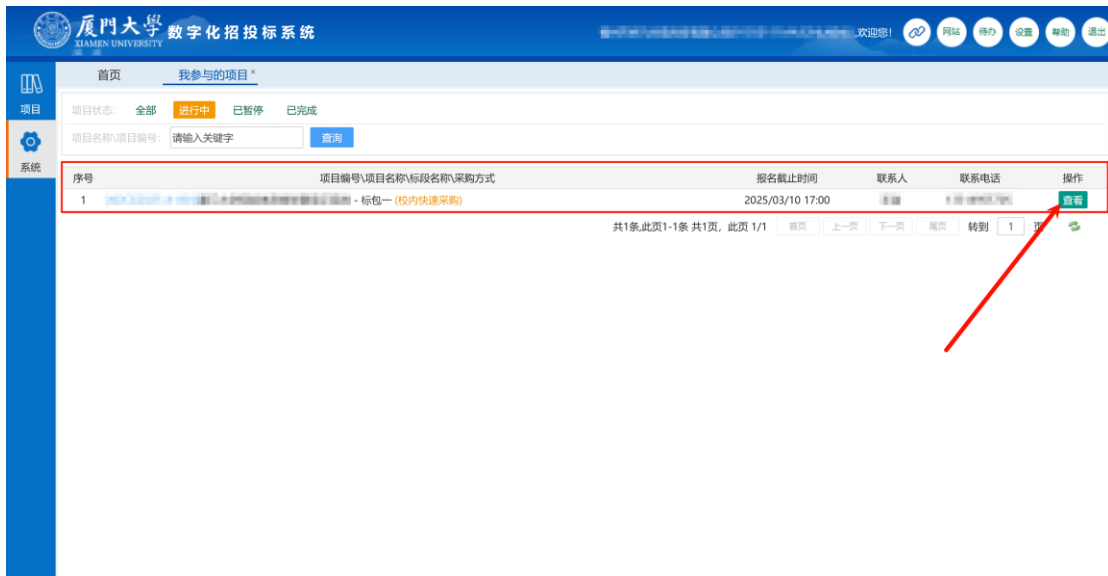 厦門大學 数字化招投标系统 ,欢迎您! 网站 待办 设置 帮助 退出
XIAMEN UNIVERSITY
首页 我参与的项目 ×
项目
项目状态: 全部 进行中 已暂停 已完成
项目名称\项目编号: 请输入关键字 查询
系统
序号 项目编号\项目名称\标段名称\采购方式 报名截止时间 联系人 联系电话 操作
1 - 标包一 (校内快速采购) 2025/03/10 17:00 查看
共1条,此页1-1条 共1页, 此页 1/1 首页 上一页 下一页 尾页 转到 1 页